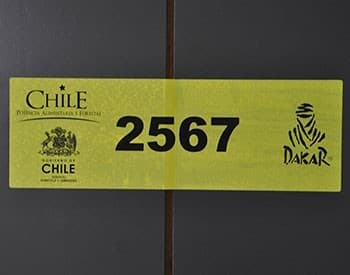 CHILE
POTENCIA ALIMENTARIA Y FORESTAL
GOBIERNO DE
CHILE
2567
DAKAR